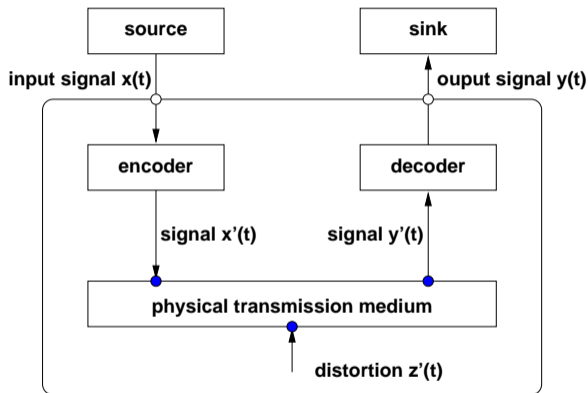 source
sink
input signal x(t)
ouput signal y(t)
encoder
decoder
signal x’(t)
signal y’(t)
physical transmission medium
distortion z’(t)